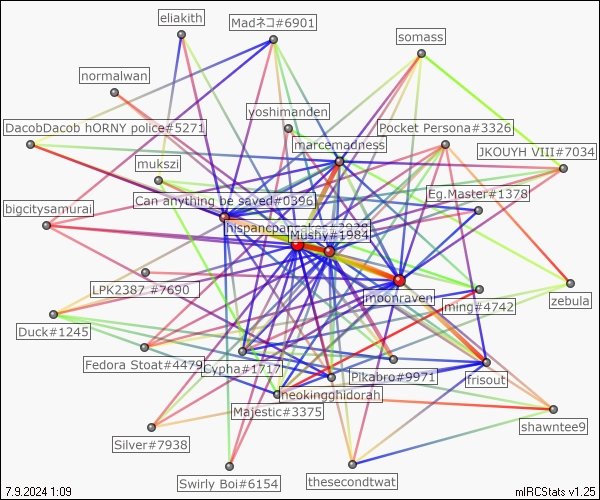 eliakith
Madネコ#6901
somass
normalwan
yoshimanden
DacobDacob hORNY police#5271
Pocket Persona#3326
marcemadness
JKOUYH VIII#7034
mukszi
Can anything be saved#0396
Eg.Master#1378
bigcitysamurai
Mushy#1984
LPK2387 #7690
moonraven
zebula
ming#4742
Duck#1245
Fedora Stoat#4479
Cypha#1717
Pikabro#9971
frisout
neokingghidorah
Majestic#3375
shawntee9
Silver#7938
Swirly Boi#6154
thesecondtwat
7.9.2024 1:09
mIRCStats v1.25